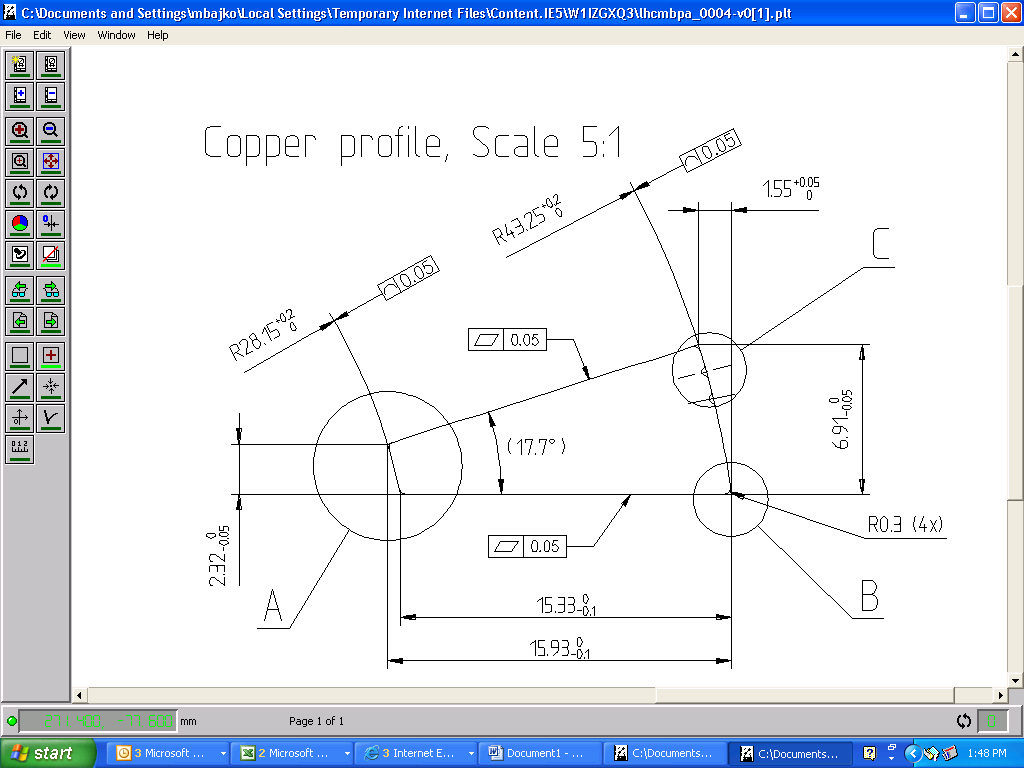 C:\Documents and Settings\mbajko\Local Settings\Temporary Internet Files\Content.IE5\W1IZGXQ3\lhcmbpa_0004-v0[1].plt
File Edit View Window Help
Copper profile, Scale 5:1
0.05
1.55 +0.05 0
R43.25 +0.2 0
C
0.05
R28.15 +0.2 0
0.05
6.91 0 -0.05
(17.7°)
R0.3 (4x)
0.05
2.32 0 -0.05
A
B
15.33 0 -0.1
15.93 0 -0.1
mm
Page 1 of 1
start
3 Microsoft ...
2 Microsoft ...
3 Internet E...
Document1 - ...
C:\Documents...
C:\Documents...
1:48 PM